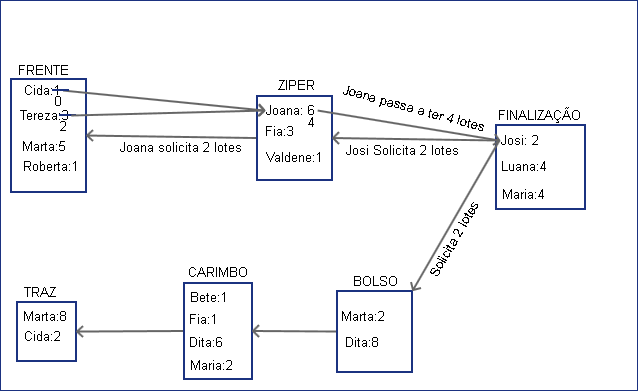 FRENTE
Cida:1
0
Tereza:3
2
Marta:5
Roberta:1
ZIPER
Joana: 6
4
Fia:3
Valdene:1
Joana passa a ter 4 lotes
Joana solicita 2 lotes
Josi Solicita 2 lotes
FINALIZAÇÃO
Josi: 2
Luana:4
Maria:4
Solicita 2 lotes
BOLSO
Marta:2
Dita:8
CARIMBO
Bete:1
Fia:1
Dita:6
Maria:2
TRAZ
Marta:8
Cida:2